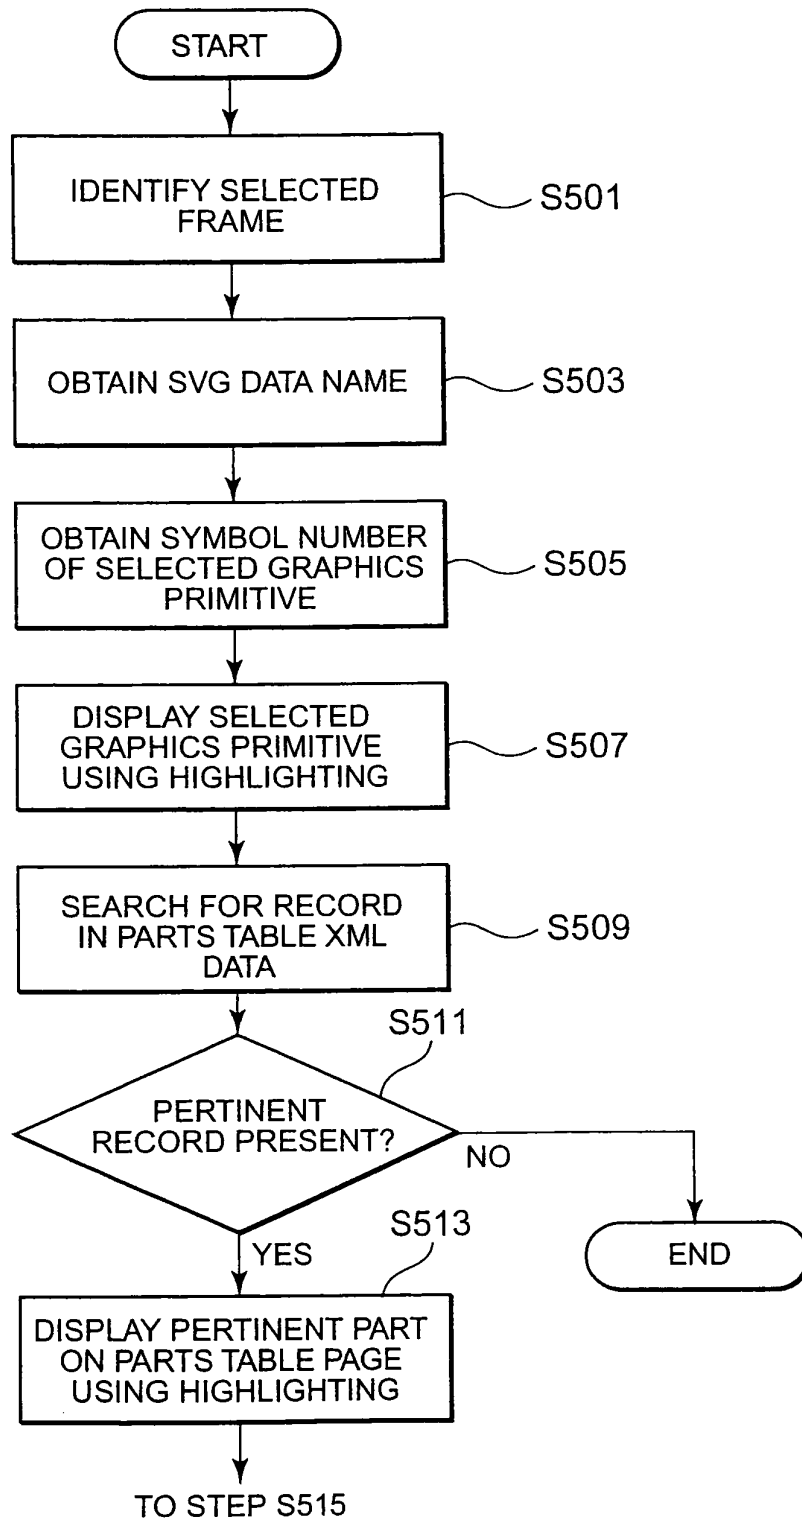 START
IDENTIFY SELECTED
FRAME
S501
OBTAIN SVG DATA NAME
S503
OBTAIN SYMBOL NUMBER
OF SELECTED GRAPHICS
PRIMITIVE
S505
DISPLAY SELECTED
GRAPHICS PRIMITIVE
USING HIGHLIGHTING
S507
SEARCH FOR RECORD
IN PARTS TABLE XML
DATA
S509
S511
PERTINENT
RECORD PRESENT?
NO
END
YES
S513
DISPLAY PERTINENT PART
ON PARTS TABLE PAGE
USING HIGHLIGHTING
TO STEP S515